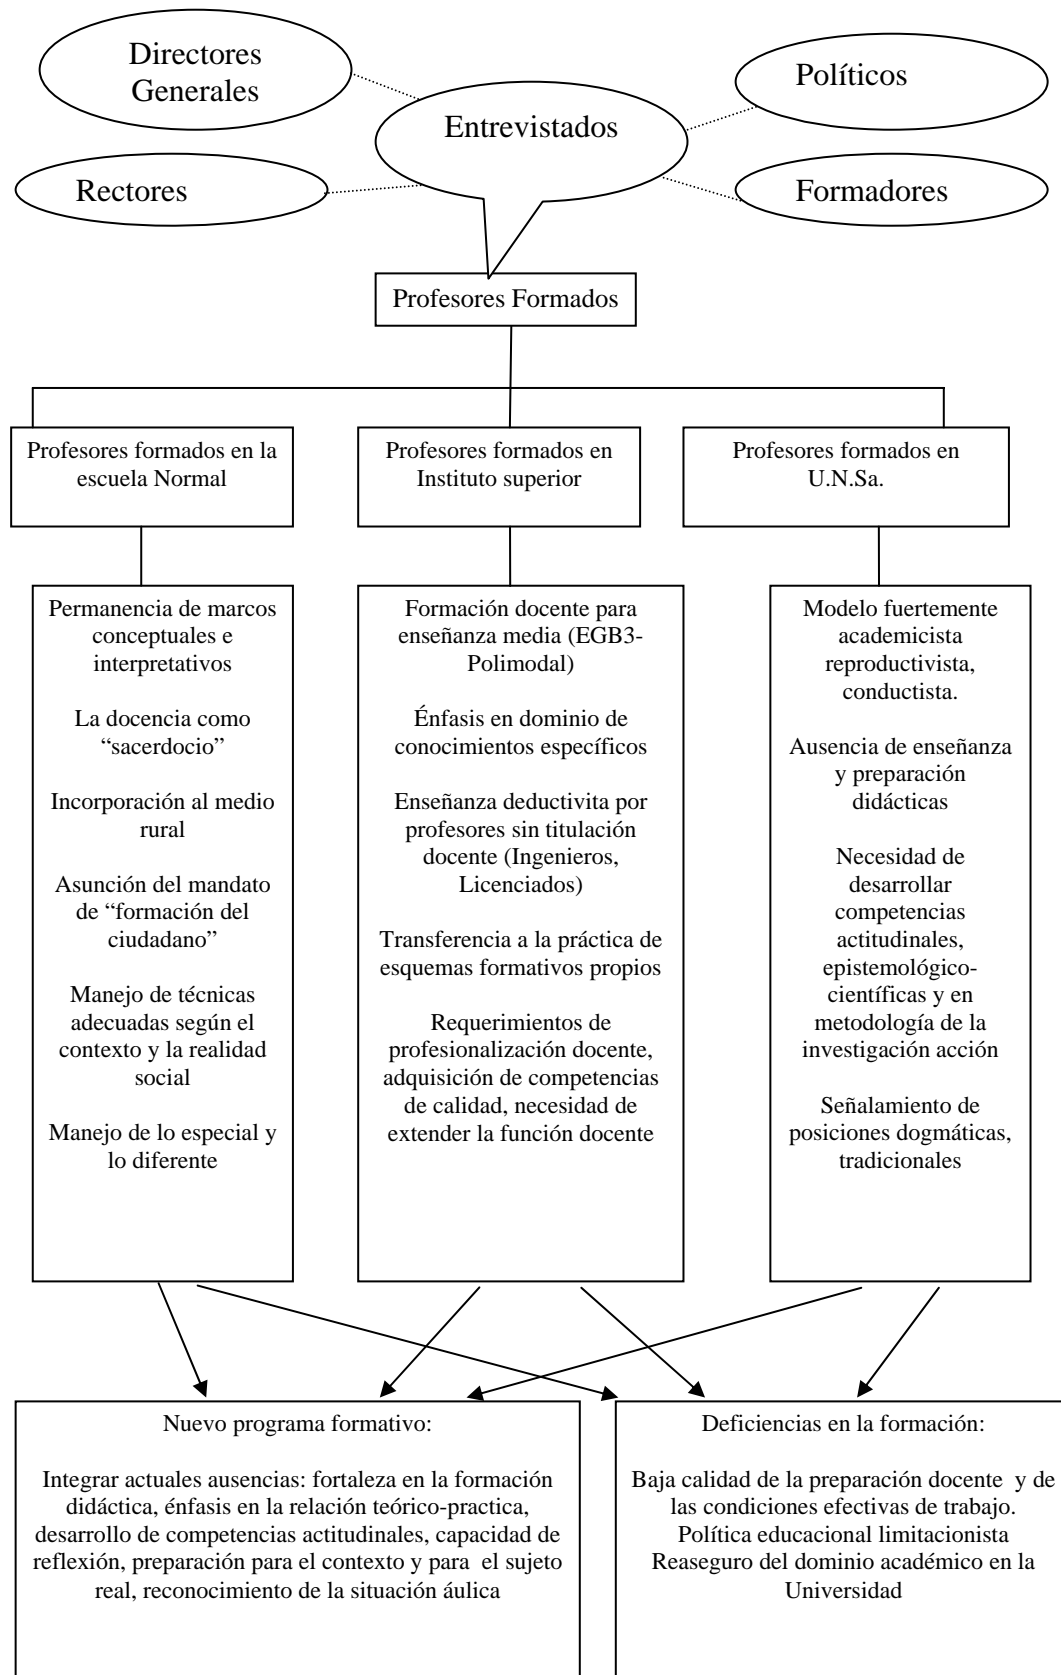 Directores
Generales
Entrevistados
Políticos
Rectores
Formadores
Profesores Formados
Profesores formados en la
escuela Normal
Profesores formados en
Instituto superior
Profesores formados en
U.N.Sa.
Permanencia de marcos
conceptuales e
interpretativos
La docencia como
“sacerdocio”
Incorporación al medio
rural
Asunción del mandato
de “formación del
ciudadano”
Manejo de técnicas
adecuadas según el
contexto y la realidad
social
Manejo de lo especial y
lo diferente
Formación docente para
enseñanza media (EGB3-
Polimodal)
Énfasis en dominio de
conocimientos específicos
Enseñanza deductivita por
profesores sin titulación
docente (Ingenieros,
Licenciados)
Transferencia a la práctica de
esquemas formativos propios
Requerimientos de
profesionalización docente,
adquisición de competencias
de calidad, necesidad de
extender la función docente
Modelo fuertemente
academicista
reproductivista,
conductista.
Ausencia de enseñanza
y preparación
didácticas
Necesidad de
desarrollar
competencias
actitudinales,
epistemológico-
científicas y en
metodología de la
investigación acción
Señalamiento de
posiciones dogmáticas,
tradicionales
Nuevo programa formativo:
Integrar actuales ausencias: fortaleza en la formación
didáctica, énfasis en la relación teórico-practica,
desarrollo de competencias actitudinales, capacidad de
reflexión, preparación para el contexto y para el sujeto
real, reconocimiento de la situación áulica
Deficiencias en la formación:
Baja calidad de la preparación docente y de
las condiciones efectivas de trabajo.
Política educacional limitacionista
Reaseguro del dominio académico en la
Universidad